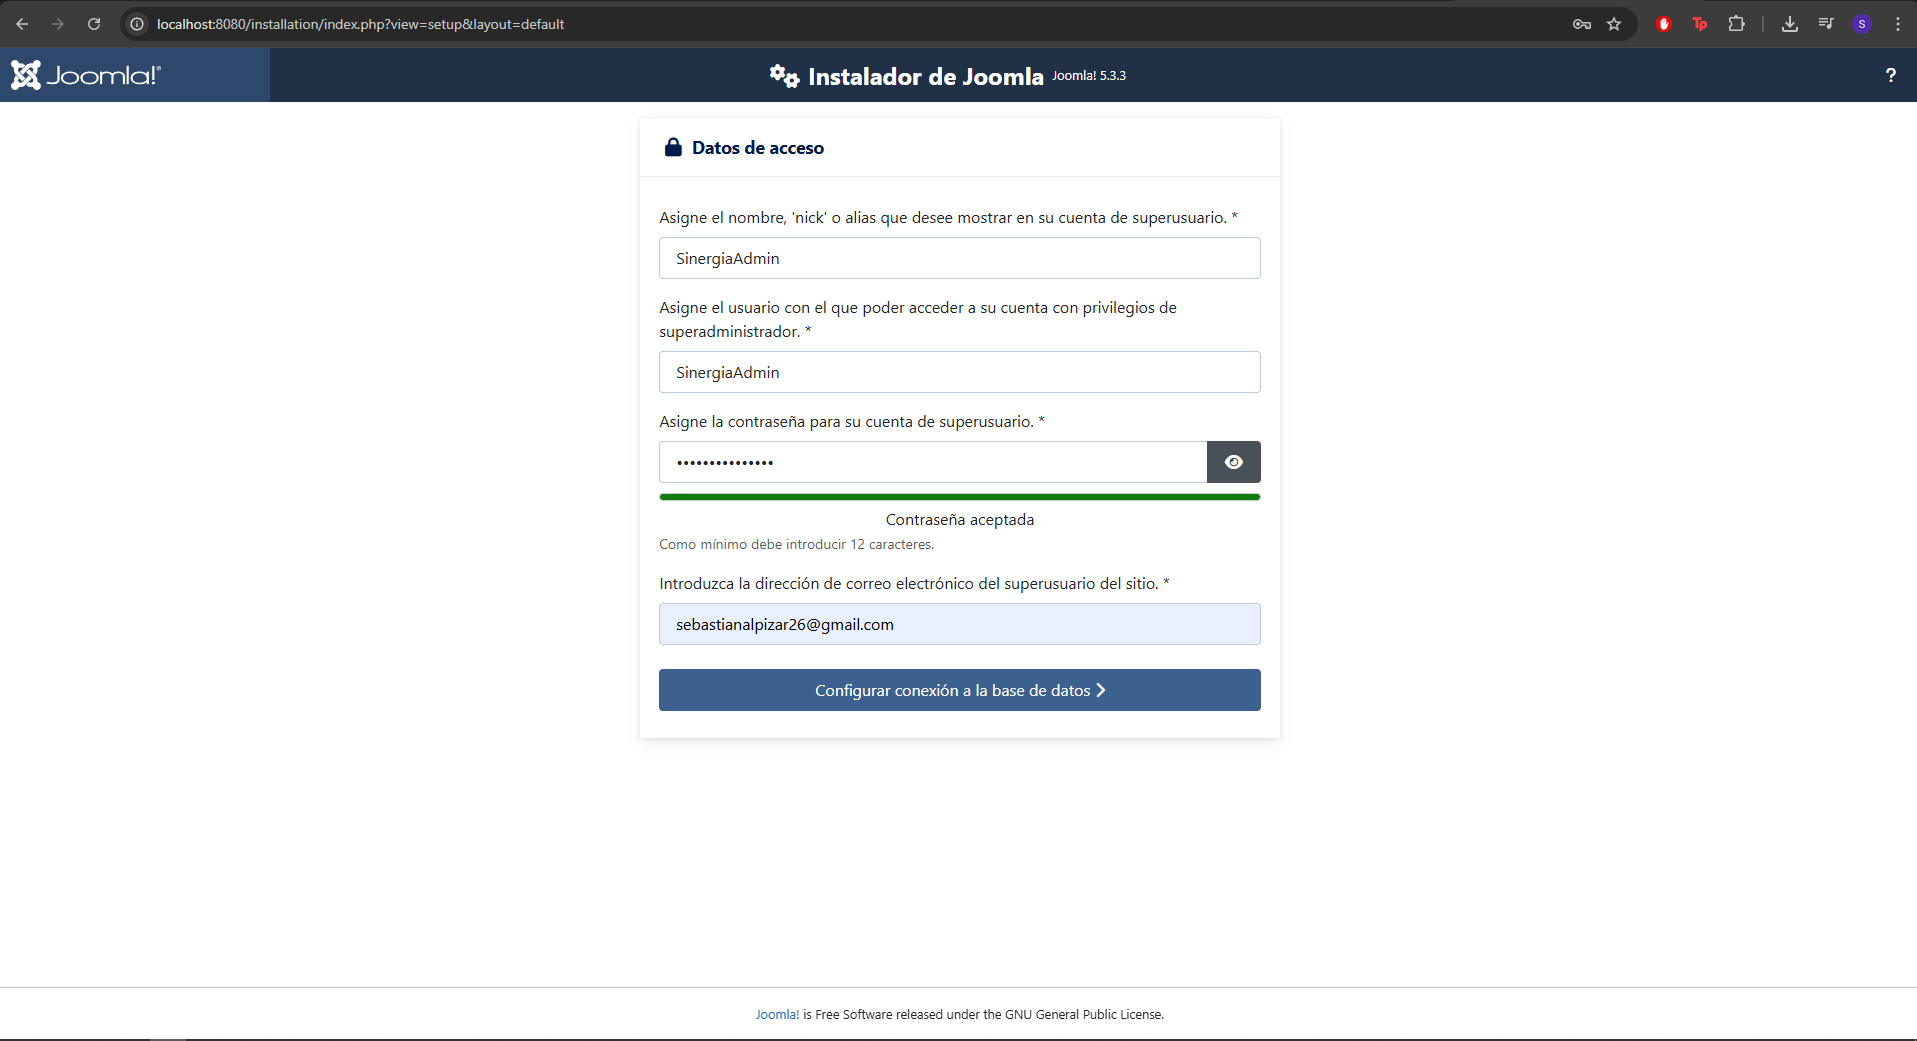 localhost:8080/installation/index.php?view=setup&layout=default
Tp
S
Joomla!®
Instalador de Joomla Joomla! 5.3.3
?
Datos de acceso
Asigne el nombre, 'nick' o alias que desee mostrar en su cuenta de superusuario. *
SinergiaAdmin
Asigne el usuario con el que poder acceder a su cuenta con privilegios de
superadministrador. *
SinergiaAdmin
Asigne la contraseña para su cuenta de superusuario. *
•••••••••••••••
Contraseña aceptada
Como mínimo debe introducir 12 caracteres.
Introduzca la dirección de correo electrónico del superusuario del sitio. *
sebastianalpizar26@gmail.com
Configurar conexión a la base de datos
Joomla! is Free Software released under the GNU General Public License.